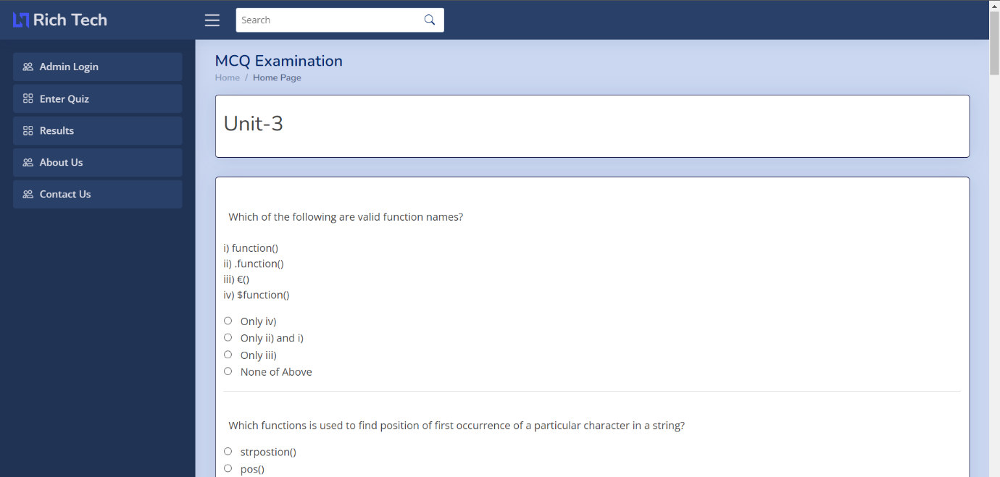 Rich Tech
Search
Admin Login
Enter Quiz
Results
About Us
Contact Us
MCQ Examination
Home / Home Page
Unit-3
Which of the following are valid function names?
i) function()
ii) .function()
iii) €()
iv) $function()
Only iv)
Only ii) and i)
Only iii)
None of Above
Which functions is used to find position of first occurrence of a particular character in a string?
strpostion()
pos()